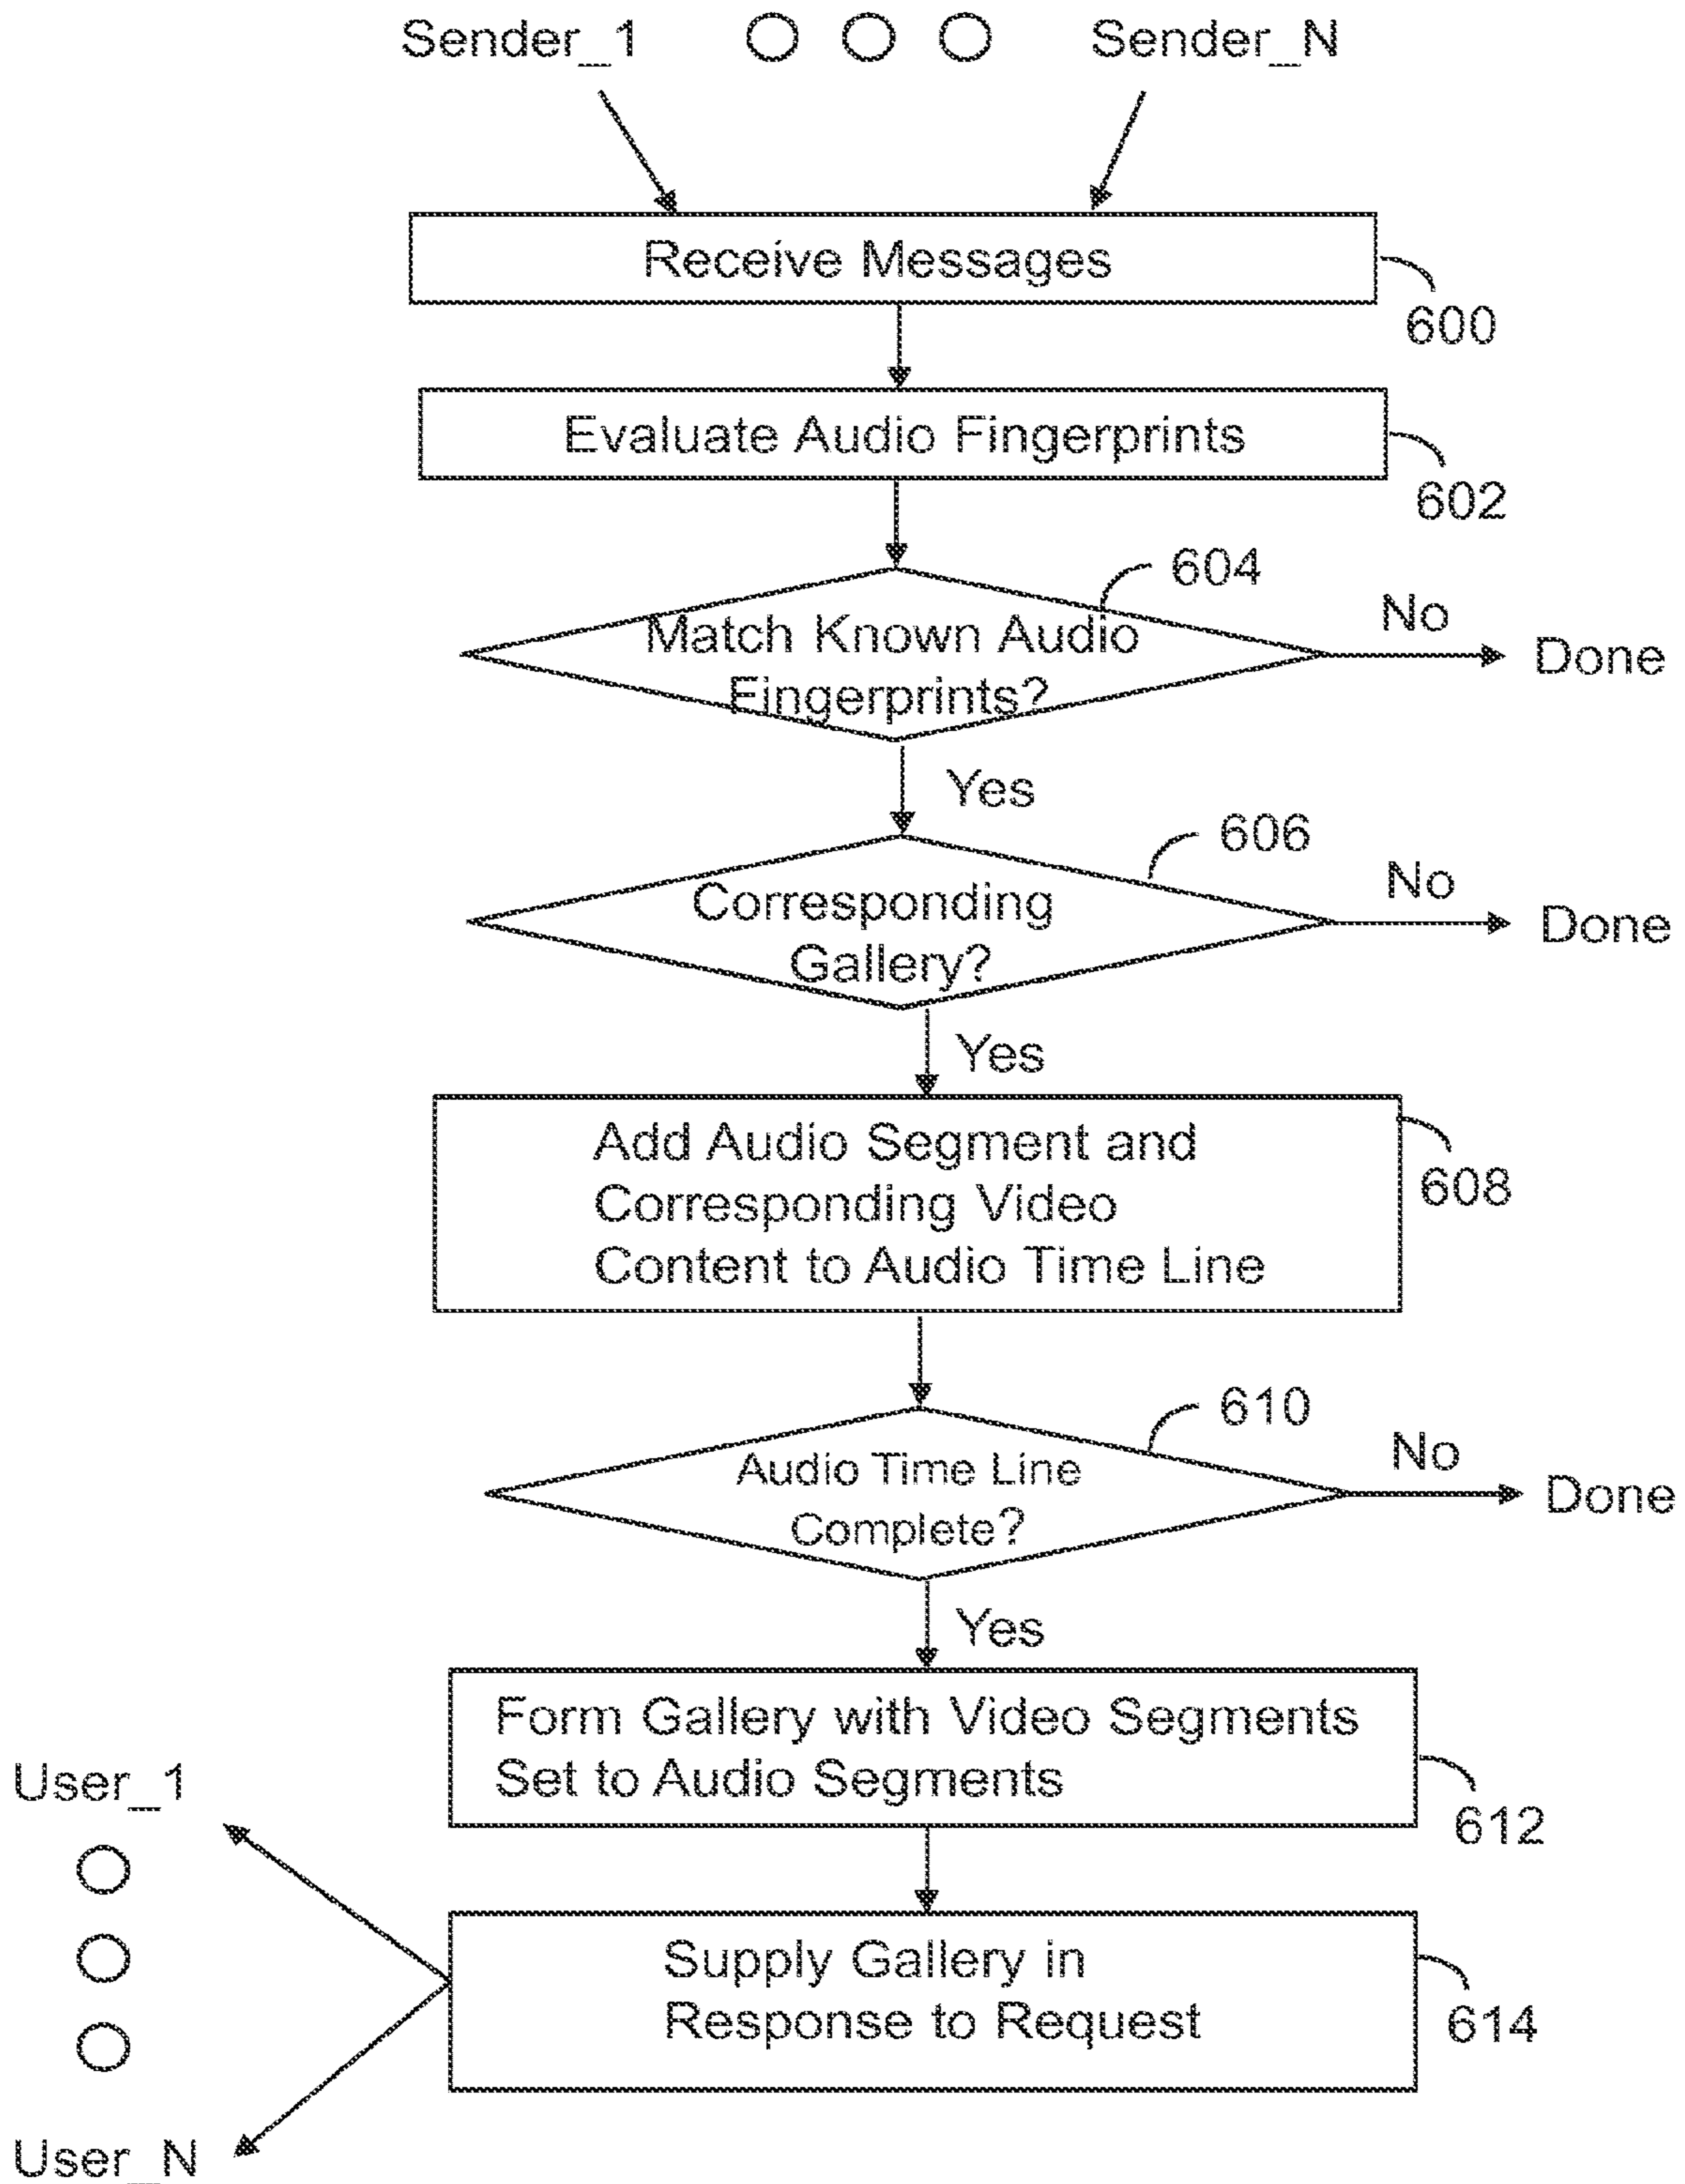 Sender_1
Sender_N
Receive Messages
600
Evaluate Audio Fingerprints
602
604
Match Known Audio
Fingerprints?
No
Done
Yes
606
Corresponding
Gallery?
No
Done
Yes
Add Audio Segment and
Corresponding Video
Content to Audio Time Line
608
610
Audio Time Line
Complete?
No
Done
Yes
Form Gallery with Video Segments
Set to Audio Segments
612
User_1
Supply Gallery in
Response to Request
614
User_N